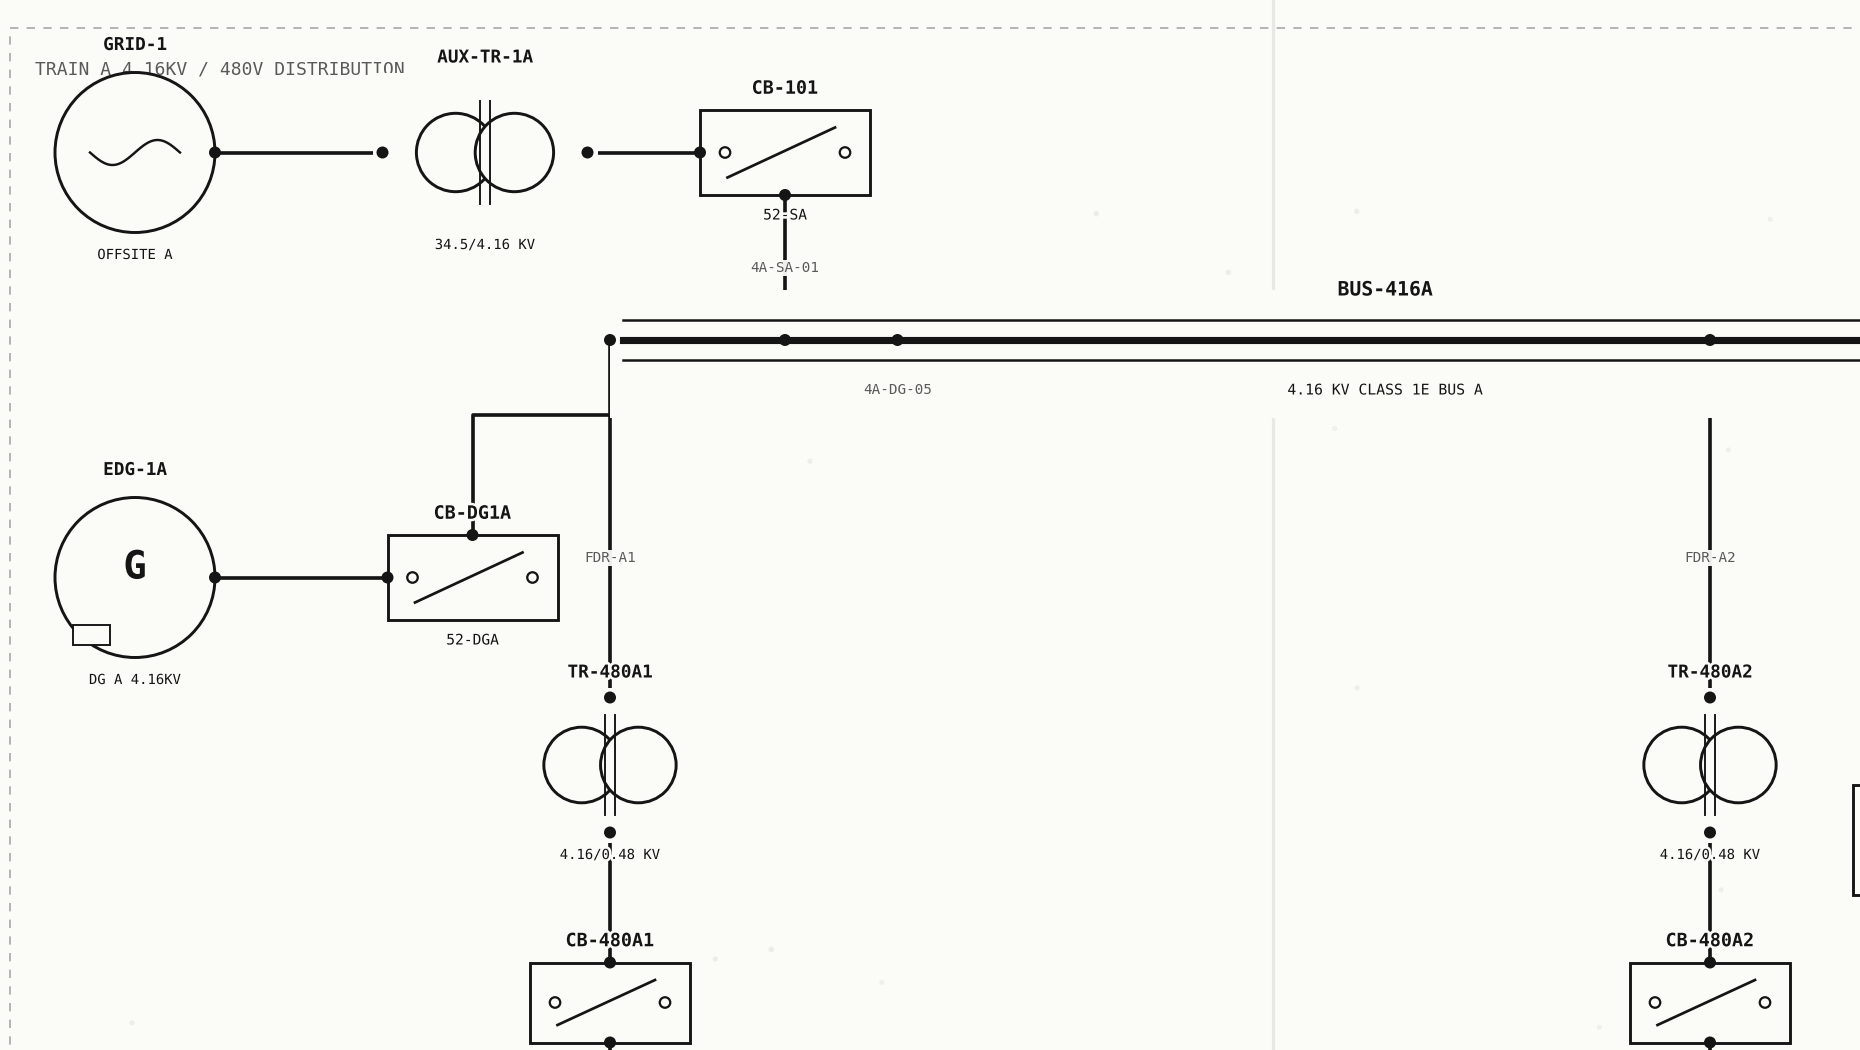 GRID-1
TRAIN A 4.16KV / 480V DISTRIBUTION
AUX-TR-1A
CB-101
52-SA
34.5/4.16 KV
OFFSITE A
4A-SA-01
BUS-416A
4A-DG-05
4.16 KV CLASS 1E BUS A
EDG-1A
G
CB-DG1A
FDR-A1
FDR-A2
52-DGA
DG A 4.16KV
TR-480A1
TR-480A2
4.16/0.48 KV
4.16/0.48 KV
CB-480A1
CB-480A2